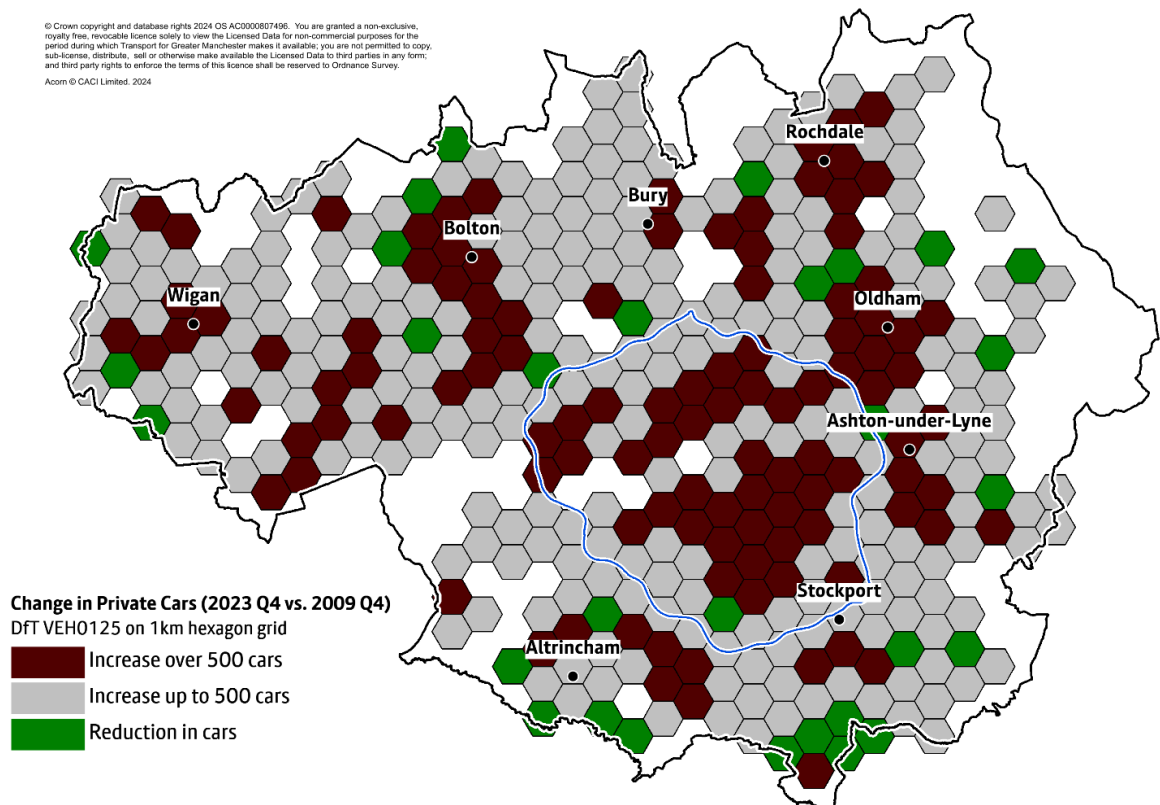 © Crown copyright and database rights 2024 OS AC0000807496.  You are granted a non-exclusive,
royalty free, revocable licence solely to view the Licensed Data for non-commercial purposes for the
period during which Transport for Greater Manchester makes it available; you are not permitted to copy,
sub-license, distribute,  sell or otherwise make available the Licensed Data to third parties in any form;
and third party rights to enforce the terms of this licence shall be reserved to Ordnance Survey.
Acorn © CACI Limited. 2024
Rochdale
Bury
Bolton
Wigan
Oldham
Ashton-under-Lyne
Stockport
Altrincham
Change in Private Cars (2023 Q4 vs. 2009 Q4)
DfT VEH0125 on 1km hexagon grid
Increase over 500 cars
Increase up to 500 cars
Reduction in cars